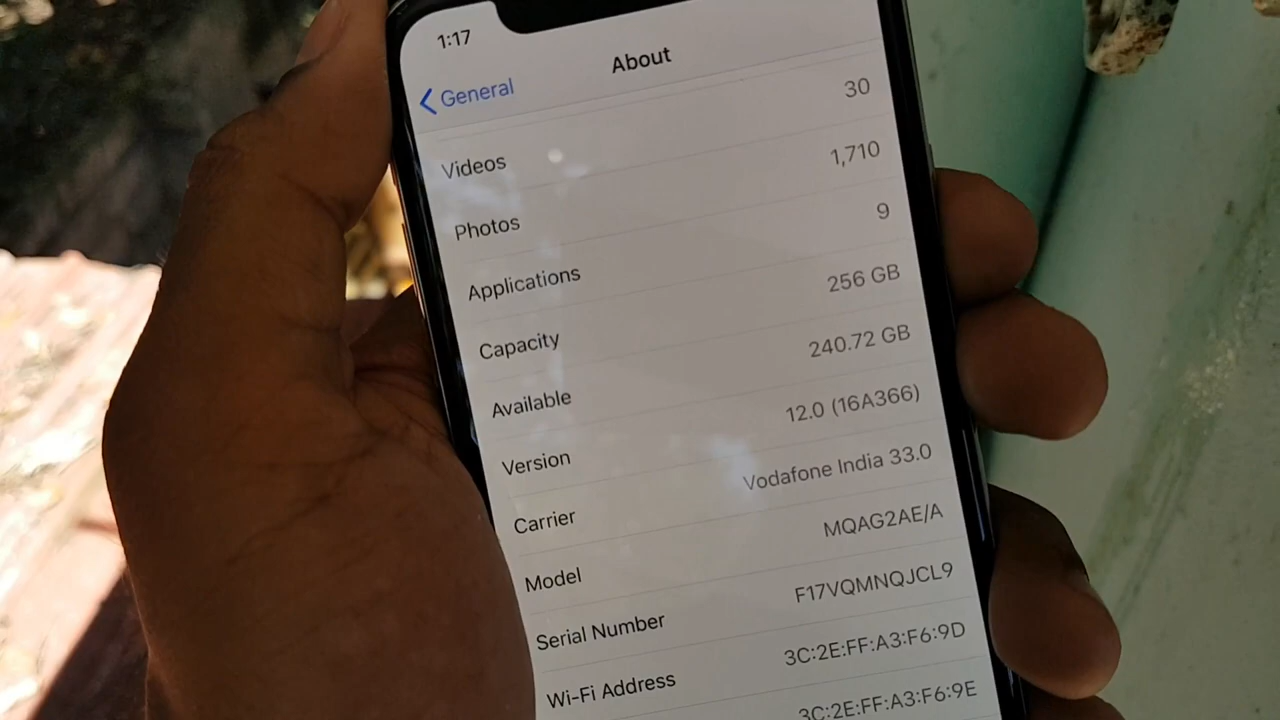 1:17
General
About
Videos 30
Photos 1,710
Applications 9
Capacity 256 GB
Available 240.72 GB
Version 12.0 (16A366)
Carrier Vodafone India 33.0
Model MQAG2AE/A
Serial Number F17VQMNQJCL9
Wi-Fi Address 3C:2E:FF:A3:F6:9D
3C:2E:FF:A3:F6:9E